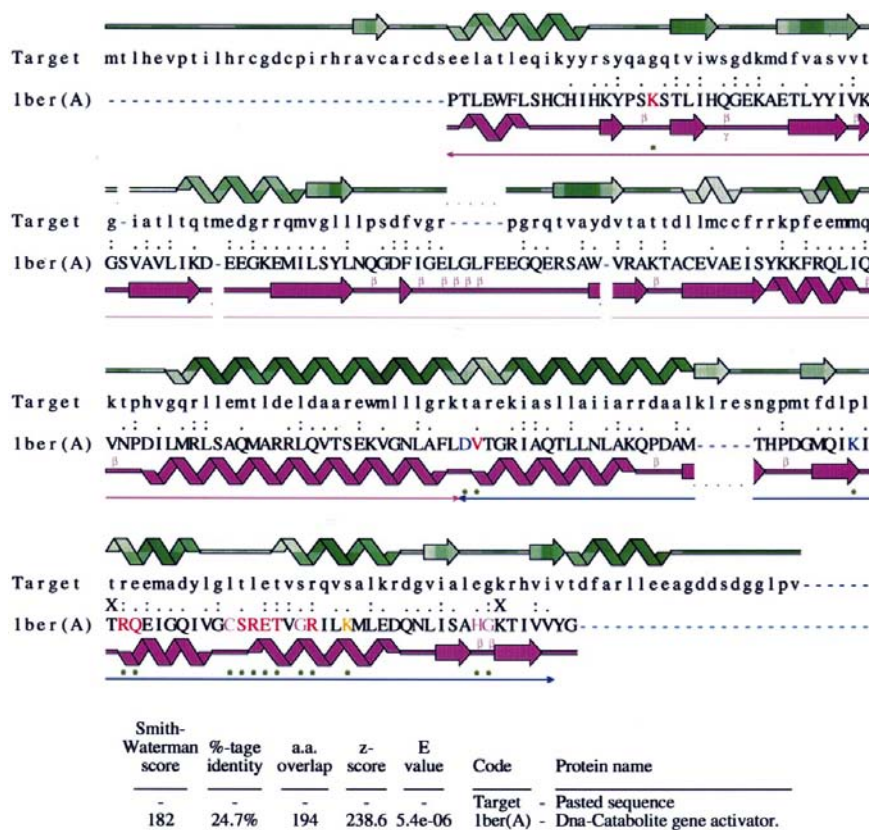 Target mtlhevptilhrcgdcpirhravcarcdseelatleqikyyrsyqagqtviwsgdkmdfvasvvt
1ber(A) -----------------------------PTLEWFLSHCHIHKYPSKSTLIHQGEKAETLYYIVK
β β β
γ
Target g-iatltqtmedgrrqmvglllpsdfvgr-----pgrqtvaydvtattdllmccfrrkpfeemmq
1ber(A) GSVAVLIKD-EEGKEMILSYLNQGDFIGELGLFEEGQERSAW-VRAKTACEVAEISYKKFRQLIQ
β β β β β β β
Target ktphvgqrllemtldeldaarewmlllgrktarekiasllaiiarrdaalklresngpmtfdlpl
1ber(A) VNPDILMRLSAQMARRLQVTSEKVGNLAFLDVTGRIAQTLLNLAKQPDAM-----THPDGMQIKI
β β β
Target treemadylgltletvsrqvsalkrdgvialegkrhvivtdfarlleeagddsdgglpv------
X X
1ber(A) TRQEIGQIVGCSRETVGRILKMLEDQNLISAHGKTIVVYG-------------------------
β β
Smith-Waterman score %-tage identity a.a. overlap z-score E value Code Protein name
- - - - - Target - Pasted sequence
182 24.7% 194 238.6 5.4e-06 1ber(A) - Dna-Catabolite gene activator.